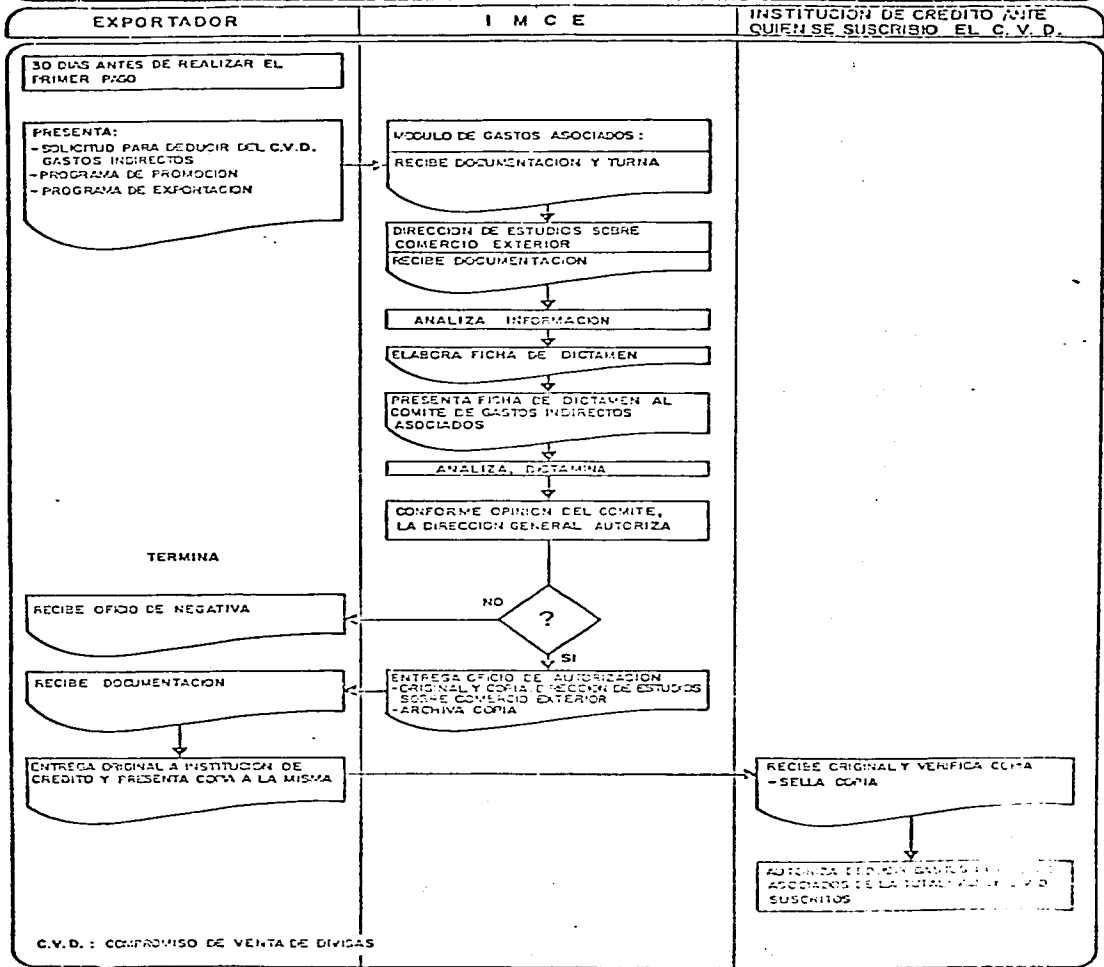 EXPORTADOR
I M C E
INSTITUCION DE CREDITO ANTE
QUIEN SE SUSCRIBIO EL C. V. D.
30 DIAS ANTES DE REALIZAR EL
PRIMER PAGO
PRESENTA:
- SOLICITUD PARA DEDUCIR DEL C.V.D.
GASTOS INDIRECTOS
- PROGRAMA DE PROMOCION
- PROGRAMA DE EXPORTACION
MODULO DE GASTOS ASOCIADOS :
RECIBE DOCUMENTACION Y TURNA
DIRECCION DE ESTUDIOS SOBRE
COMERCIO EXTERIOR
RECIBE DOCUMENTACION
ANALIZA INFORMACION
ELABORA FICHA DE DICTAMEN
PRESENTA FICHA DE DICTAMEN AL
COMITE DE GASTOS INDIRECTOS
ASOCIADOS
ANALIZA, DICTAMINA
CONFORME OPINION DEL COMITE,
LA DIRECCION GENERAL AUTORIZA
TERMINA
NO
?
RECIBE OFICIO DE NEGATIVA
SI
ENTREGA OFICIO DE AUTORIZACION
- ORIGINAL Y COPIA DIRECCION DE ESTUDIOS
SOBRE COMERCIO EXTERIOR
- ARCHIVA COPIA
RECIBE DOCUMENTACION
ENTREGA ORIGINAL A INSTITUCION DE
CREDITO Y PRESENTA COPIA A LA MISMA
RECIBE ORIGINAL Y VERIFICA COPIA
- SELLA COPIA
AUTORIZA DEDUCIR GASTOS
ASOCIADOS DE LA
SUSCRITOS
C.V.D. : COMPROMISO DE VENTA DE DIVISAS